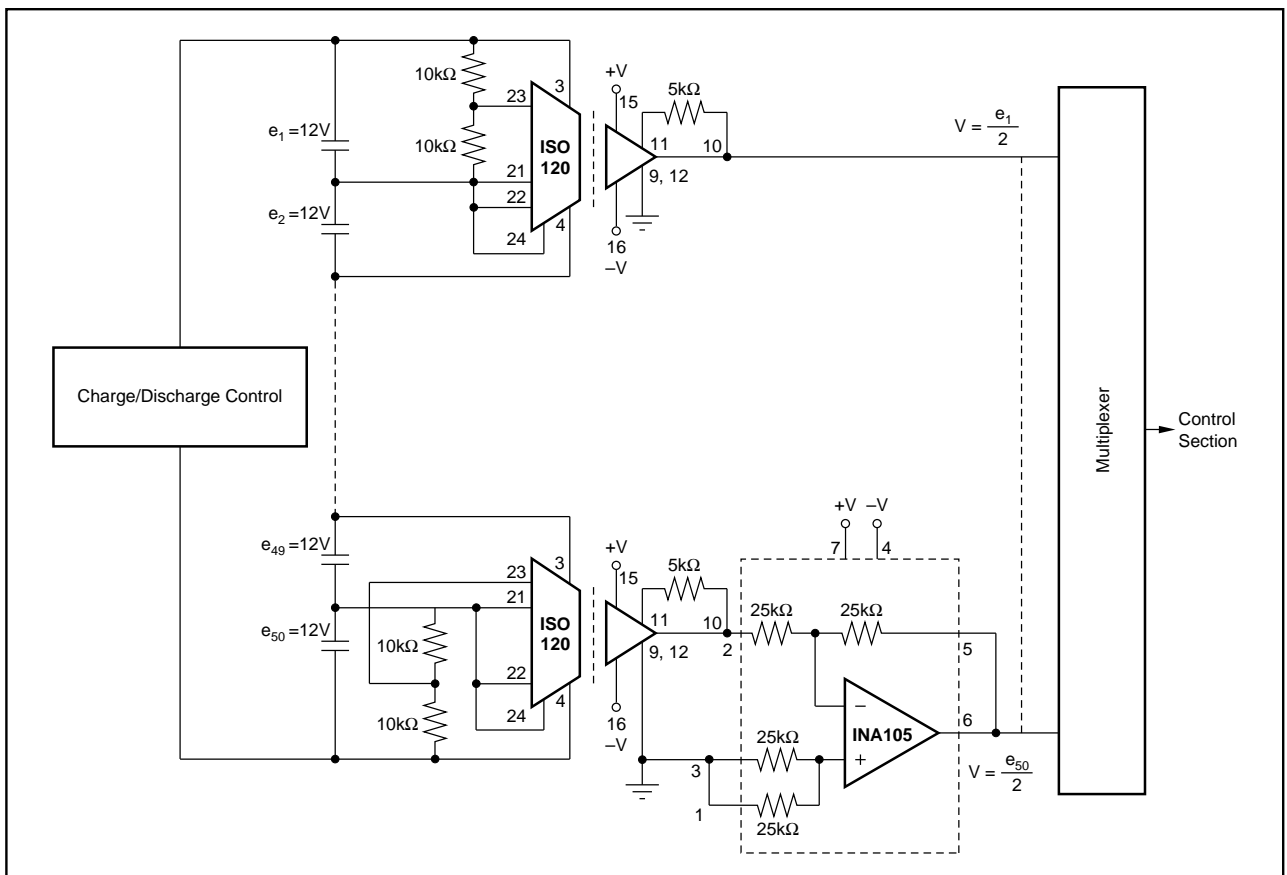 10kΩ
10kΩ
e1 =12V
e2 =12V
23
21
22
24
3
4
ISO
120
+V
15
5kΩ
11
10
9, 12
16
–V
V = e1
2
Charge/Discharge Control
Multiplexer
Control
Section
e49 =12V
e50 =12V
10kΩ
10kΩ
23
21
22
24
3
4
ISO
120
+V
15
5kΩ
11
10
9, 12
16
–V
+V
–V
7
4
2
25kΩ
25kΩ
5
–
+
INA105
6
3
25kΩ
1
25kΩ
V = e50
2